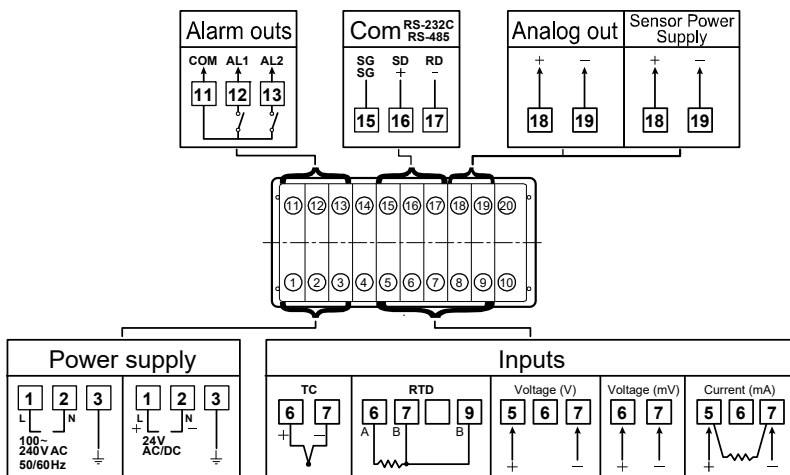 Alarm outs
COM AL1 AL2
11 12 13
Com RS-232C
RS-485
SG SD RD
SG + −
15 16 17
Analog out
+ −
18 19
Sensor Power
Supply
+ −
18 19
11 12 13 14 15 16 17 18 19 20
1 2 3 4 5 6 7 8 9 10
Power supply
1 2 3
L N
100~
240V AC
50/60Hz
1 2 3
L N
+ −
24V
AC/DC
Inputs
TC
6 7
+ −
RTD
6 7 9
A B B
Voltage (V)
5 6 7
+ −
Voltage (mV)
6 7
+ −
Current (mA)
5 6 7
+ −